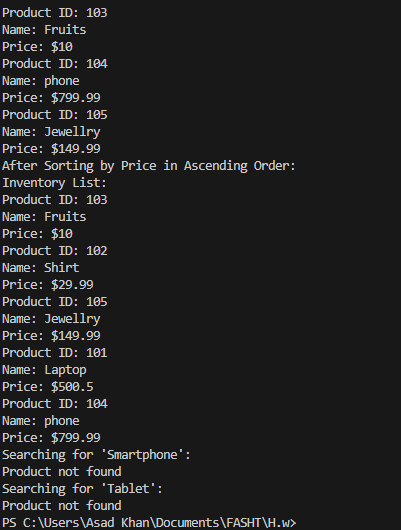 Product ID: 103
Name: Fruits
Price: $10
Product ID: 104
Name: phone
Price: $799.99
Product ID: 105
Name: Jewellry
Price: $149.99
After Sorting by Price in Ascending Order:
Inventory List:
Product ID: 103
Name: Fruits
Price: $10
Product ID: 102
Name: Shirt
Price: $29.99
Product ID: 105
Name: Jewellry
Price: $149.99
Product ID: 101
Name: Laptop
Price: $500.5
Product ID: 104
Name: phone
Price: $799.99
Searching for 'Smartphone':
Product not found
Searching for 'Tablet':
Product not found
PS C:\Users\Asad Khan\Documents\FASHT\H.w>